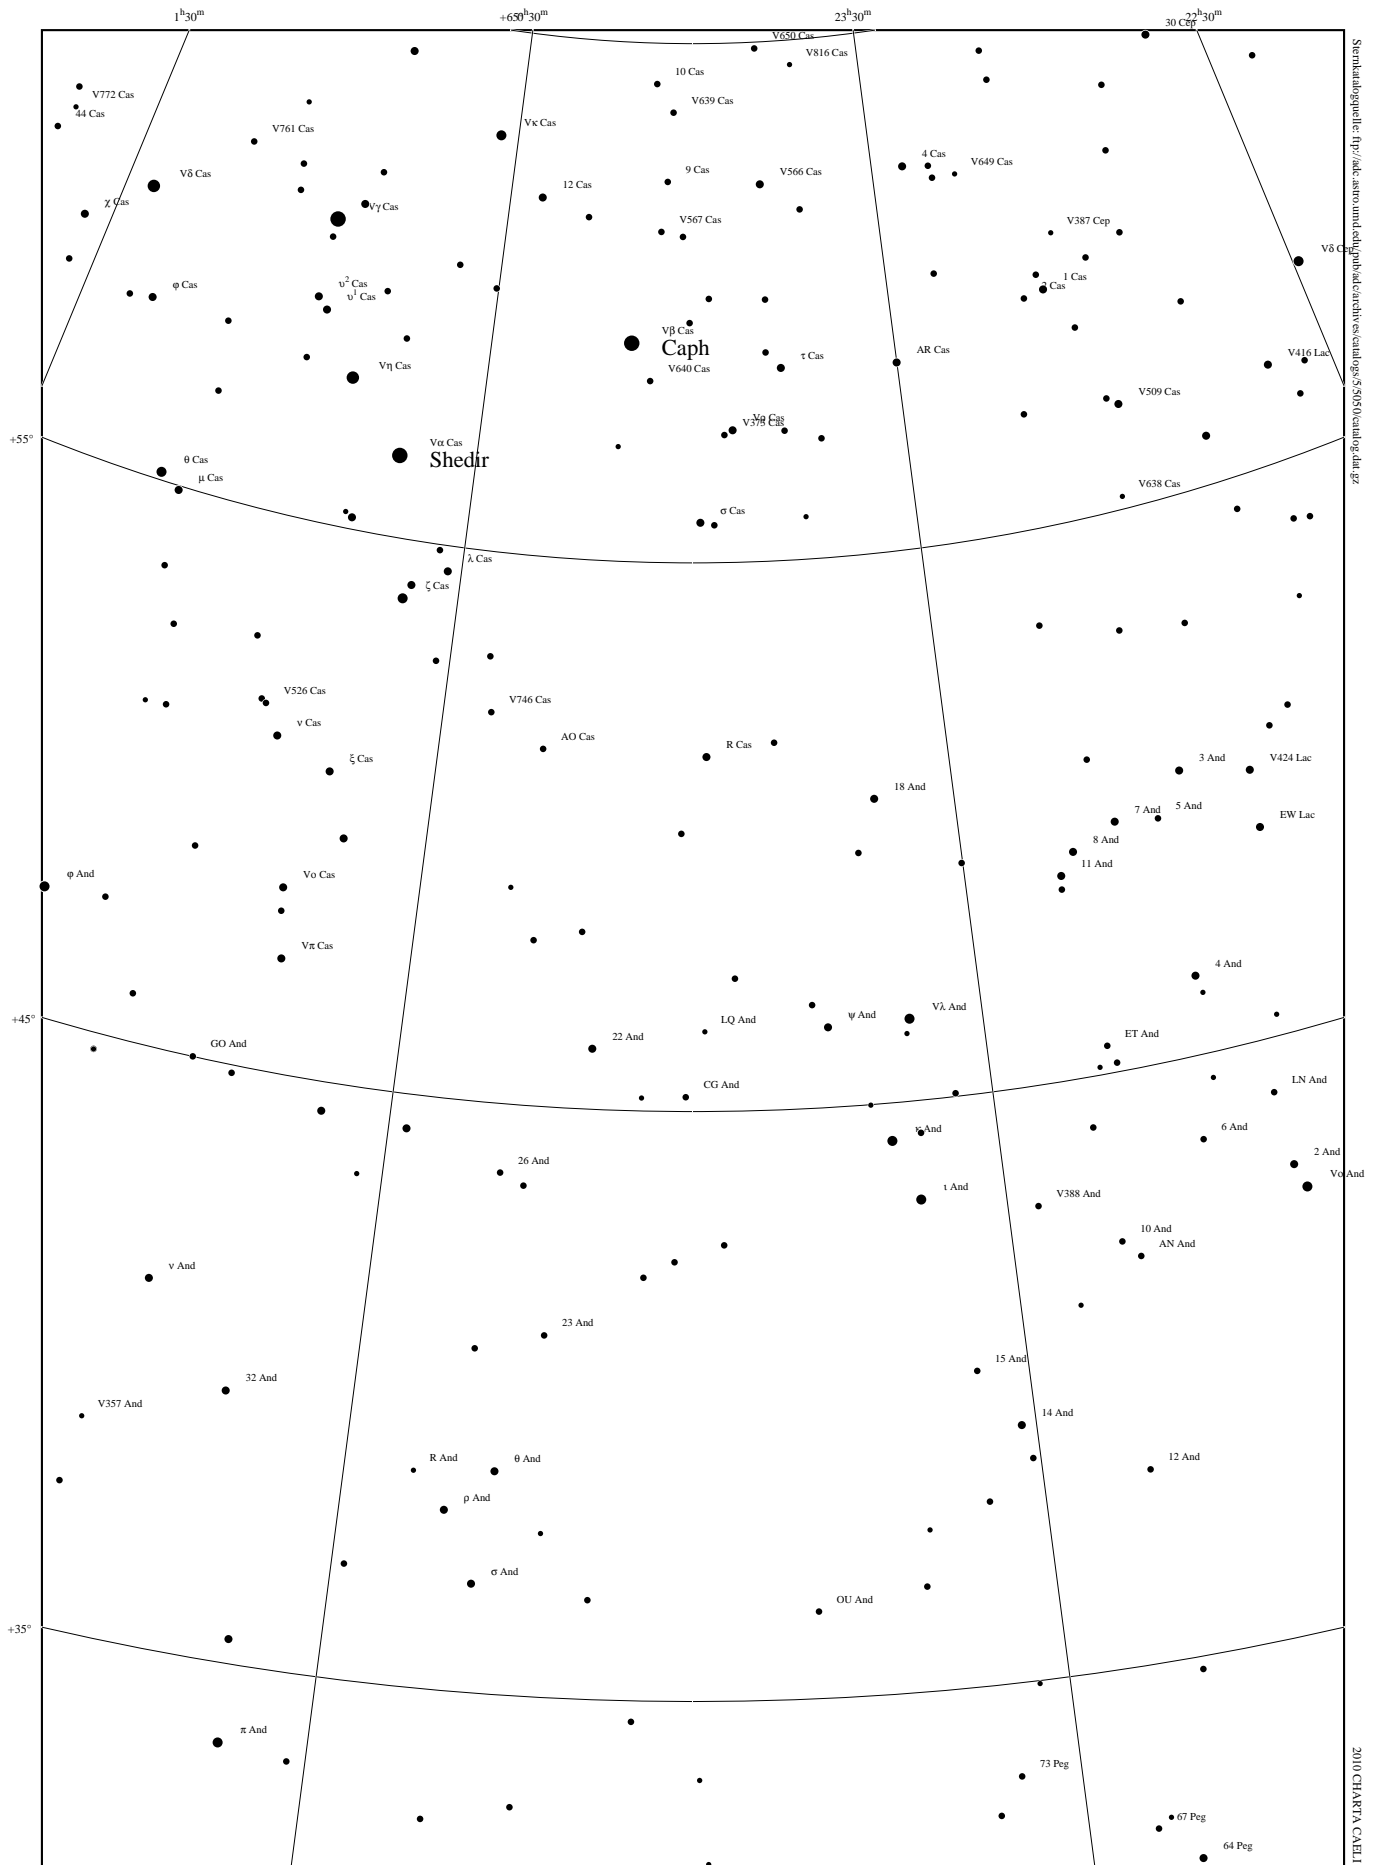 1h30m
+65 0h30m
23h30m
22h30m
30 Cep
V650 Cas
V816 Cas
10 Cas
V772 Cas
44 Cas
V639 Cas
Vκ Cas
V761 Cas
4 Cas
V649 Cas
Vδ Cas
9 Cas
V566 Cas
12 Cas
χ Cas
Vγ Cas
V567 Cas
V387 Cep
Vδ Cep
φ Cas
υ2 Cas
υ1 Cas
1 Cas
2 Cas
Vβ Cas
Caph
AR Cas
τ Cas
V416 Lac
Vη Cas
V640 Cas
V509 Cas
Vρ Cas
V373 Cas
+55°
Vα Cas
Shedir
θ Cas
μ Cas
V638 Cas
σ Cas
λ Cas
ζ Cas
V526 Cas
V746 Cas
ν Cas
AO Cas
R Cas
ξ Cas
3 And
V424 Lac
18 And
7 And
5 And
EW Lac
8 And
11 And
φ And
Vο Cas
Vπ Cas
4 And
+45°
LQ And
ψ And
Vλ And
GO And
22 And
ET And
CG And
LN And
κ And
6 And
26 And
2 And
Vο And
ι And
V388 And
10 And
AN And
ν And
23 And
15 And
32 And
V357 And
14 And
R And
θ And
12 And
ρ And
σ And
OU And
+35°
π And
73 Peg
67 Peg
64 Peg
Sternkatalogquelle: ftp://adc.astro.umd.edu/pub/adc/archives/catalogs/5/5050/catalog.dat.gz
2010 CHARTA CAELI